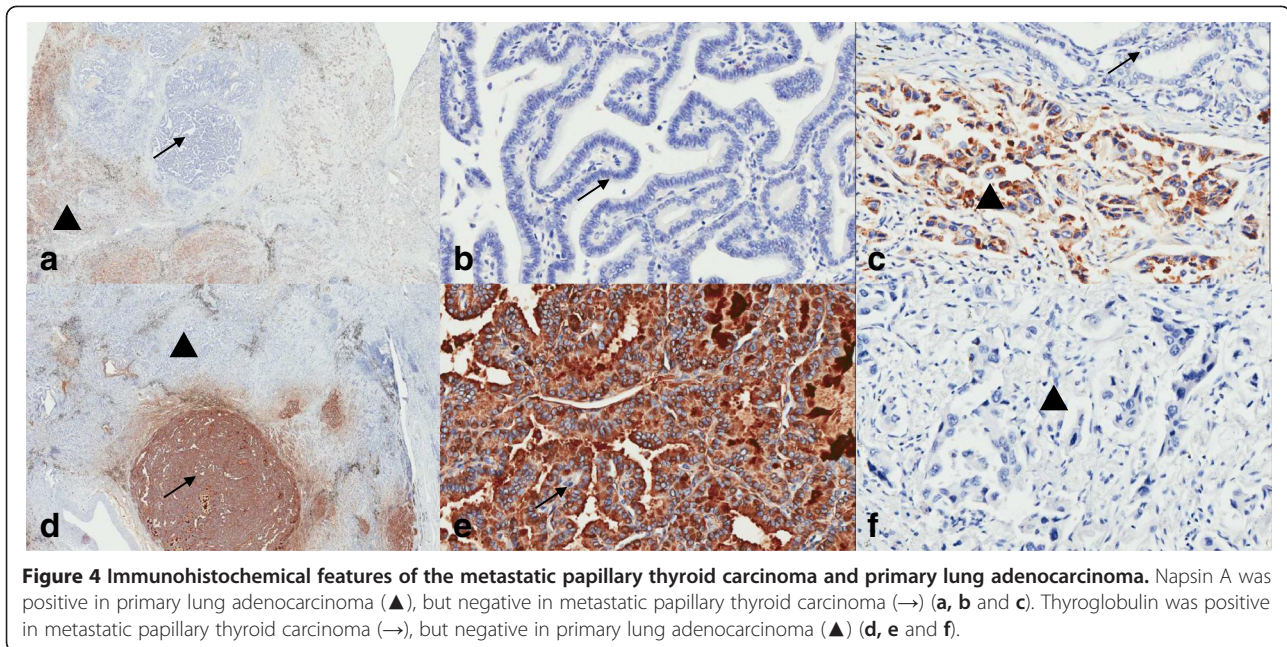 a
b
c
d
e
f
Figure 4 Immunohistochemical features of the metastatic papillary thyroid carcinoma and primary lung adenocarcinoma. Napsin A was
positive in primary lung adenocarcinoma (▲), but negative in metastatic papillary thyroid carcinoma (→) (a, b and c). Thyroglobulin was positive
in metastatic papillary thyroid carcinoma (→), but negative in primary lung adenocarcinoma (▲) (d, e and f).